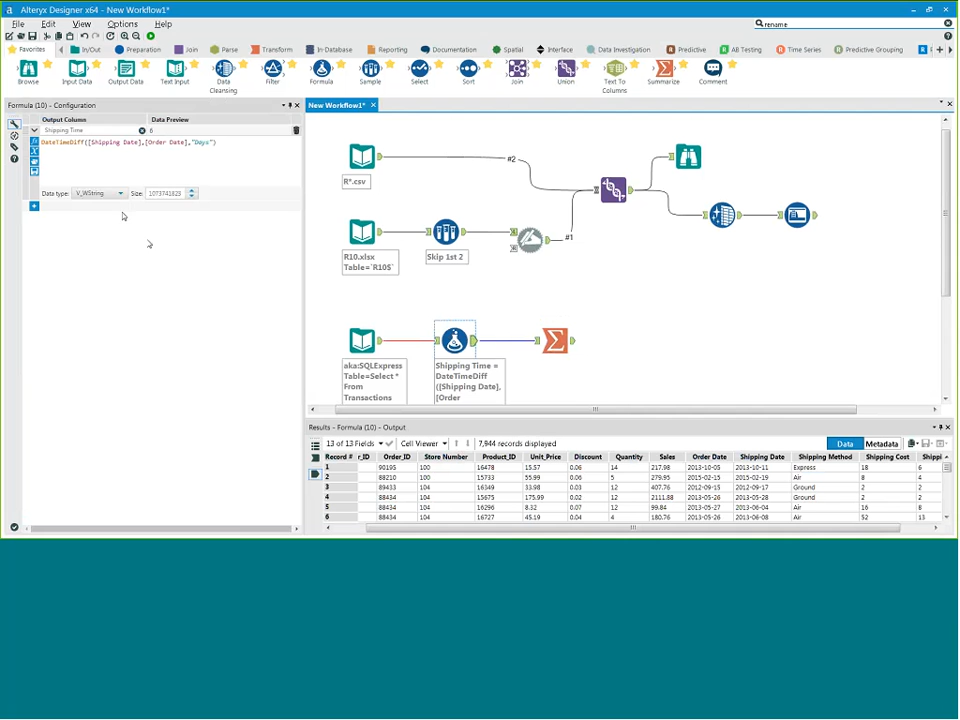 Alteryx Designer x64 - New Workflow1*
File Edit View Options Help
rename
Favorites In/Out Preparation Join Parse Transform In-Database Reporting Documentation Spatial Interface Data Investigation Predictive AB Testing Time Series Predictive Grouping
Browse Input Data Output Data Text Input Data Cleansing Filter Formula Sample Select Sort Join Union Text To Columns Summarize Comment
Formula (10) - Configuration
New Workflow1*
Output Column Data Preview
Shipping Time 6
DateTimeDiff([Shipping Date],[Order Date],"Days")
Data type: V_WString Size: 1073741823
#2
R*.csv
#1
R10.xlsx
Table=`R10$`
Skip 1st 2
aka:SQLExpress
Table=Select *
From
Transactions
Shipping Time =
DateTimeDiff
([Shipping Date],
[Order
Results - Formula (10) - Output
13 of 13 Fields Cell Viewer 7,944 records displayed Data Metadata
Record # r_ID Order_ID Store Number Product_ID Unit_Price Discount Quantity Sales Order Date Shipping Date Shipping Method Shipping Cost Shippi
1 90195 100 16478 15.57 0.06 14 217.98 2013-10-05 2013-10-11 Express 18 6
2 88210 100 15733 55.99 0.06 5 279.95 2015-02-15 2015-02-19 Air 8 4
3 89433 104 16349 33.98 0.03 12 407.76 2012-09-15 2012-09-17 Ground 2 2
4 88434 104 15675 175.99 0.02 12 2111.88 2013-05-26 2013-05-28 Ground 2 2
5 88434 104 16296 8.32 0.07 12 99.84 2013-05-27 2013-06-04 Air 16 8
6 88434 104 16727 45.19 0.04 4 180.76 2013-05-26 2013-06-08 Air 52 13